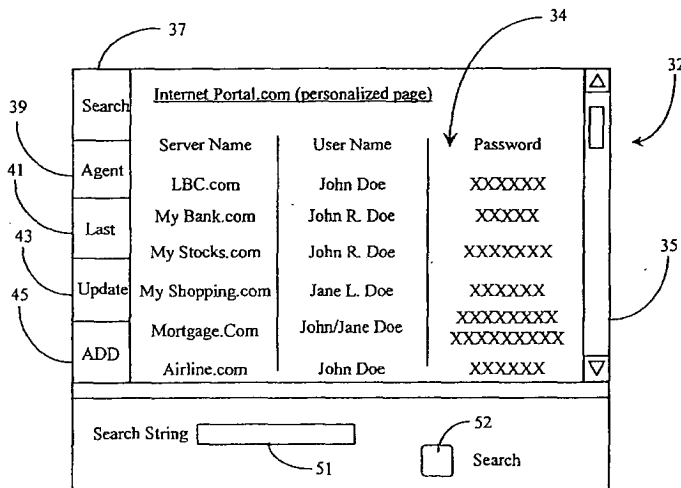 37
34
32
Internet Portal.com (personalized page)
Search
39
Server Name User Name Password
Agent
LBC.com John Doe XXXXXX
41
My Bank.com John R. Doe XXXXX
Last
43
My Stocks.com John R. Doe XXXXXXX
35
Update
My Shopping.com Jane L. Doe XXXXXX
45
XXXXXXXX
Mortgage.Com John/Jane Doe
XXXXXXXXX
ADD
Airline.com John Doe XXXXXX
52
Search String
Search
51